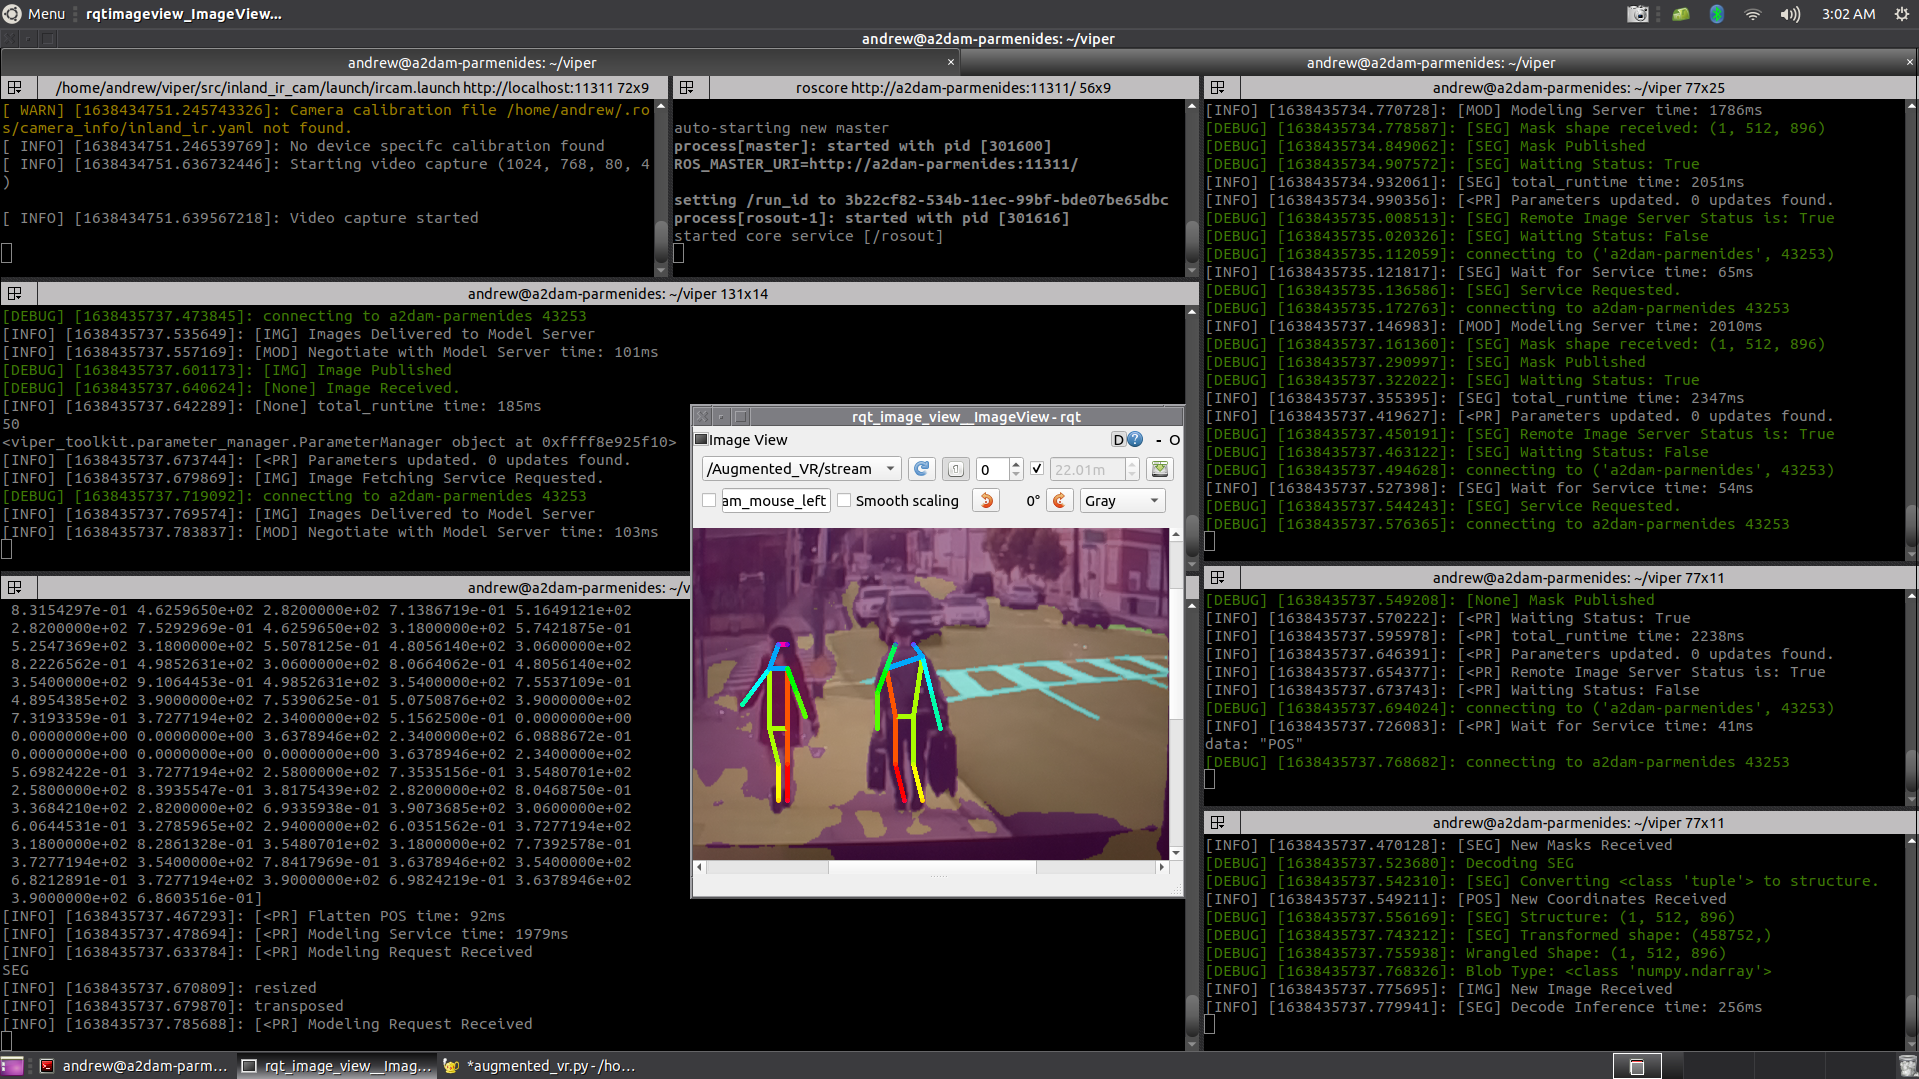 Menu rqtimageview_ImageView... 3:02 AM
andrew@a2dam-parmenides: ~/viper
andrew@a2dam-parmenides: ~/viper × andrew@a2dam-parmenides: ~/viper ×
/home/andrew/viper/src/inland_ir_cam/launch/ircam.launch http://localhost:11311 72x9
[ WARN] [1638434751.245743326]: Camera calibration file /home/andrew/.ro
s/camera_info/inland_ir.yaml not found.
[ INFO] [1638434751.246539769]: No device specifc calibration found
[ INFO] [1638434751.636732446]: Starting video capture (1024, 768, 80, 4
)
[ INFO] [1638434751.639567218]: Video capture started
roscore http://a2dam-parmenides:11311/ 56x9
auto-starting new master
process[master]: started with pid [301600]
ROS_MASTER_URI=http://a2dam-parmenides:11311/
setting /run_id to 3b22cf82-534b-11ec-99bf-bde07be65dbc
process[rosout-1]: started with pid [301616]
started core service [/rosout]
andrew@a2dam-parmenides: ~/viper 77x25
[INFO] [1638435734.770728]: [MOD] Modeling Server time: 1786ms
[DEBUG] [1638435734.778587]: [SEG] Mask shape received: (1, 512, 896)
[DEBUG] [1638435734.849062]: [SEG] Mask Published
[DEBUG] [1638435734.907572]: [SEG] Waiting Status: True
[INFO] [1638435734.932061]: [SEG] total_runtime time: 2051ms
[INFO] [1638435734.990356]: [<PR] Parameters updated. 0 updates found.
[DEBUG] [1638435735.008513]: [SEG] Remote Image Server Status is: True
[DEBUG] [1638435735.020326]: [SEG] Waiting Status: False
[DEBUG] [1638435735.112059]: connecting to ('a2dam-parmenides', 43253)
[INFO] [1638435735.121817]: [SEG] Wait for Service time: 65ms
[DEBUG] [1638435735.136586]: [SEG] Service Requested.
[DEBUG] [1638435735.172763]: connecting to a2dam-parmenides 43253
[INFO] [1638435737.146983]: [MOD] Modeling Server time: 2010ms
[DEBUG] [1638435737.161360]: [SEG] Mask shape received: (1, 512, 896)
[DEBUG] [1638435737.290997]: [SEG] Mask Published
[DEBUG] [1638435737.322022]: [SEG] Waiting Status: True
[INFO] [1638435737.355395]: [SEG] total_runtime time: 2347ms
[INFO] [1638435737.419627]: [<PR] Parameters updated. 0 updates found.
[DEBUG] [1638435737.450191]: [SEG] Remote Image Server Status is: True
[DEBUG] [1638435737.463122]: [SEG] Waiting Status: False
[DEBUG] [1638435737.494628]: connecting to ('a2dam-parmenides', 43253)
[INFO] [1638435737.527398]: [SEG] Wait for Service time: 54ms
[DEBUG] [1638435737.544243]: [SEG] Service Requested.
[DEBUG] [1638435737.576365]: connecting to a2dam-parmenides 43253
andrew@a2dam-parmenides: ~/viper 131x14
[DEBUG] [1638435737.473845]: connecting to a2dam-parmenides 43253
[INFO] [1638435737.535649]: [IMG] Images Delivered to Model Server
[INFO] [1638435737.557169]: [MOD] Negotiate with Model Server time: 101ms
[DEBUG] [1638435737.601173]: [IMG] Image Published
[DEBUG] [1638435737.640624]: [None] Image Received.
[INFO] [1638435737.642289]: [None] total_runtime time: 185ms
50
<viper_toolkit.parameter_manager.ParameterManager object at 0xffff8e925f10>
[INFO] [1638435737.673744]: [<PR] Parameters updated. 0 updates found.
[INFO] [1638435737.679869]: [IMG] Image Fetching Service Requested.
[DEBUG] [1638435737.719092]: connecting to a2dam-parmenides 43253
[INFO] [1638435737.769574]: [IMG] Images Delivered to Model Server
[INFO] [1638435737.783837]: [MOD] Negotiate with Model Server time: 103ms
rqt_image_view__ImageView - rqt
Image View D ? - O
/Augmented_VR/stream 0 22.01m
am_mouse_left Smooth scaling 0° Gray
andrew@a2dam-parmenides: ~/v
8.3154297e-01 4.6259650e+02 2.8200000e+02 7.1386719e-01 5.1649121e+02
2.8200000e+02 7.5292969e-01 4.6259650e+02 3.1800000e+02 5.7421875e-01
5.2547369e+02 3.1800000e+02 5.5078125e-01 4.8056140e+02 3.0600000e+02
8.2226562e-01 4.9852631e+02 3.0600000e+02 8.0664062e-01 4.8056140e+02
3.5400000e+02 9.1064453e-01 4.9852631e+02 3.5400000e+02 7.5537109e-01
4.8954385e+02 3.9000000e+02 7.5390625e-01 5.0750876e+02 3.9000000e+02
7.3193359e-01 3.7277194e+02 2.3400000e+02 5.1562500e-01 0.0000000e+00
0.0000000e+00 0.0000000e+00 3.6378946e+02 2.3400000e+02 6.0888672e-01
0.0000000e+00 0.0000000e+00 0.0000000e+00 3.6378946e+02 2.3400000e+02
5.6982422e-01 3.7277194e+02 2.5800000e+02 7.3535156e-01 3.5480701e+02
2.5800000e+02 8.3935547e-01 3.8175439e+02 2.8200000e+02 8.0468750e-01
3.3684210e+02 2.8200000e+02 6.9335938e-01 3.9073685e+02 3.0600000e+02
6.0644531e-01 3.2785965e+02 2.9400000e+02 6.0351562e-01 3.7277194e+02
3.1800000e+02 8.2861328e-01 3.5480701e+02 3.1800000e+02 7.7392578e-01
3.7277194e+02 3.5400000e+02 7.8417969e-01 3.6378946e+02 3.5400000e+02
6.8212891e-01 3.7277194e+02 3.9000000e+02 6.9824219e-01 3.6378946e+02
3.9000000e+02 6.8603516e-01]
[INFO] [1638435737.467293]: [<PR] Flatten POS time: 92ms
[INFO] [1638435737.478694]: [<PR] Modeling Service time: 1979ms
[INFO] [1638435737.633784]: [<PR] Modeling Request Received
SEG
[INFO] [1638435737.670809]: resized
[INFO] [1638435737.679870]: transposed
[INFO] [1638435737.785688]: [<PR] Modeling Request Received
andrew@a2dam-parmenides: ~/viper 77x11
[DEBUG] [1638435737.549208]: [None] Mask Published
[INFO] [1638435737.570222]: [<PR] Waiting Status: True
[INFO] [1638435737.595978]: [<PR] total_runtime time: 2238ms
[INFO] [1638435737.646391]: [<PR] Parameters updated. 0 updates found.
[INFO] [1638435737.654377]: [<PR] Remote Image Server Status is: True
[INFO] [1638435737.673743]: [<PR] Waiting Status: False
[DEBUG] [1638435737.694024]: connecting to ('a2dam-parmenides', 43253)
[INFO] [1638435737.726083]: [<PR] Wait for Service time: 41ms
data: "POS"
[DEBUG] [1638435737.768682]: connecting to a2dam-parmenides 43253
andrew@a2dam-parmenides: ~/viper 77x11
[INFO] [1638435737.470128]: [SEG] New Masks Received
[DEBUG] [1638435737.523680]: Decoding SEG
[DEBUG] [1638435737.542310]: [SEG] Converting <class 'tuple'> to structure.
[INFO] [1638435737.549211]: [POS] New Coordinates Received
[DEBUG] [1638435737.556169]: [SEG] Structure: (1, 512, 896)
[DEBUG] [1638435737.743212]: [SEG] Transformed shape: (458752,)
[DEBUG] [1638435737.755938]: Wrangled Shape: (1, 512, 896)
[DEBUG] [1638435737.768326]: Blob Type: <class 'numpy.ndarray'>
[INFO] [1638435737.775695]: [IMG] New Image Received
[INFO] [1638435737.779941]: [SEG] Decode Inference time: 256ms
andrew@a2dam-parm... rqt_image_view__Imag... *augmented_vr.py - /ho...